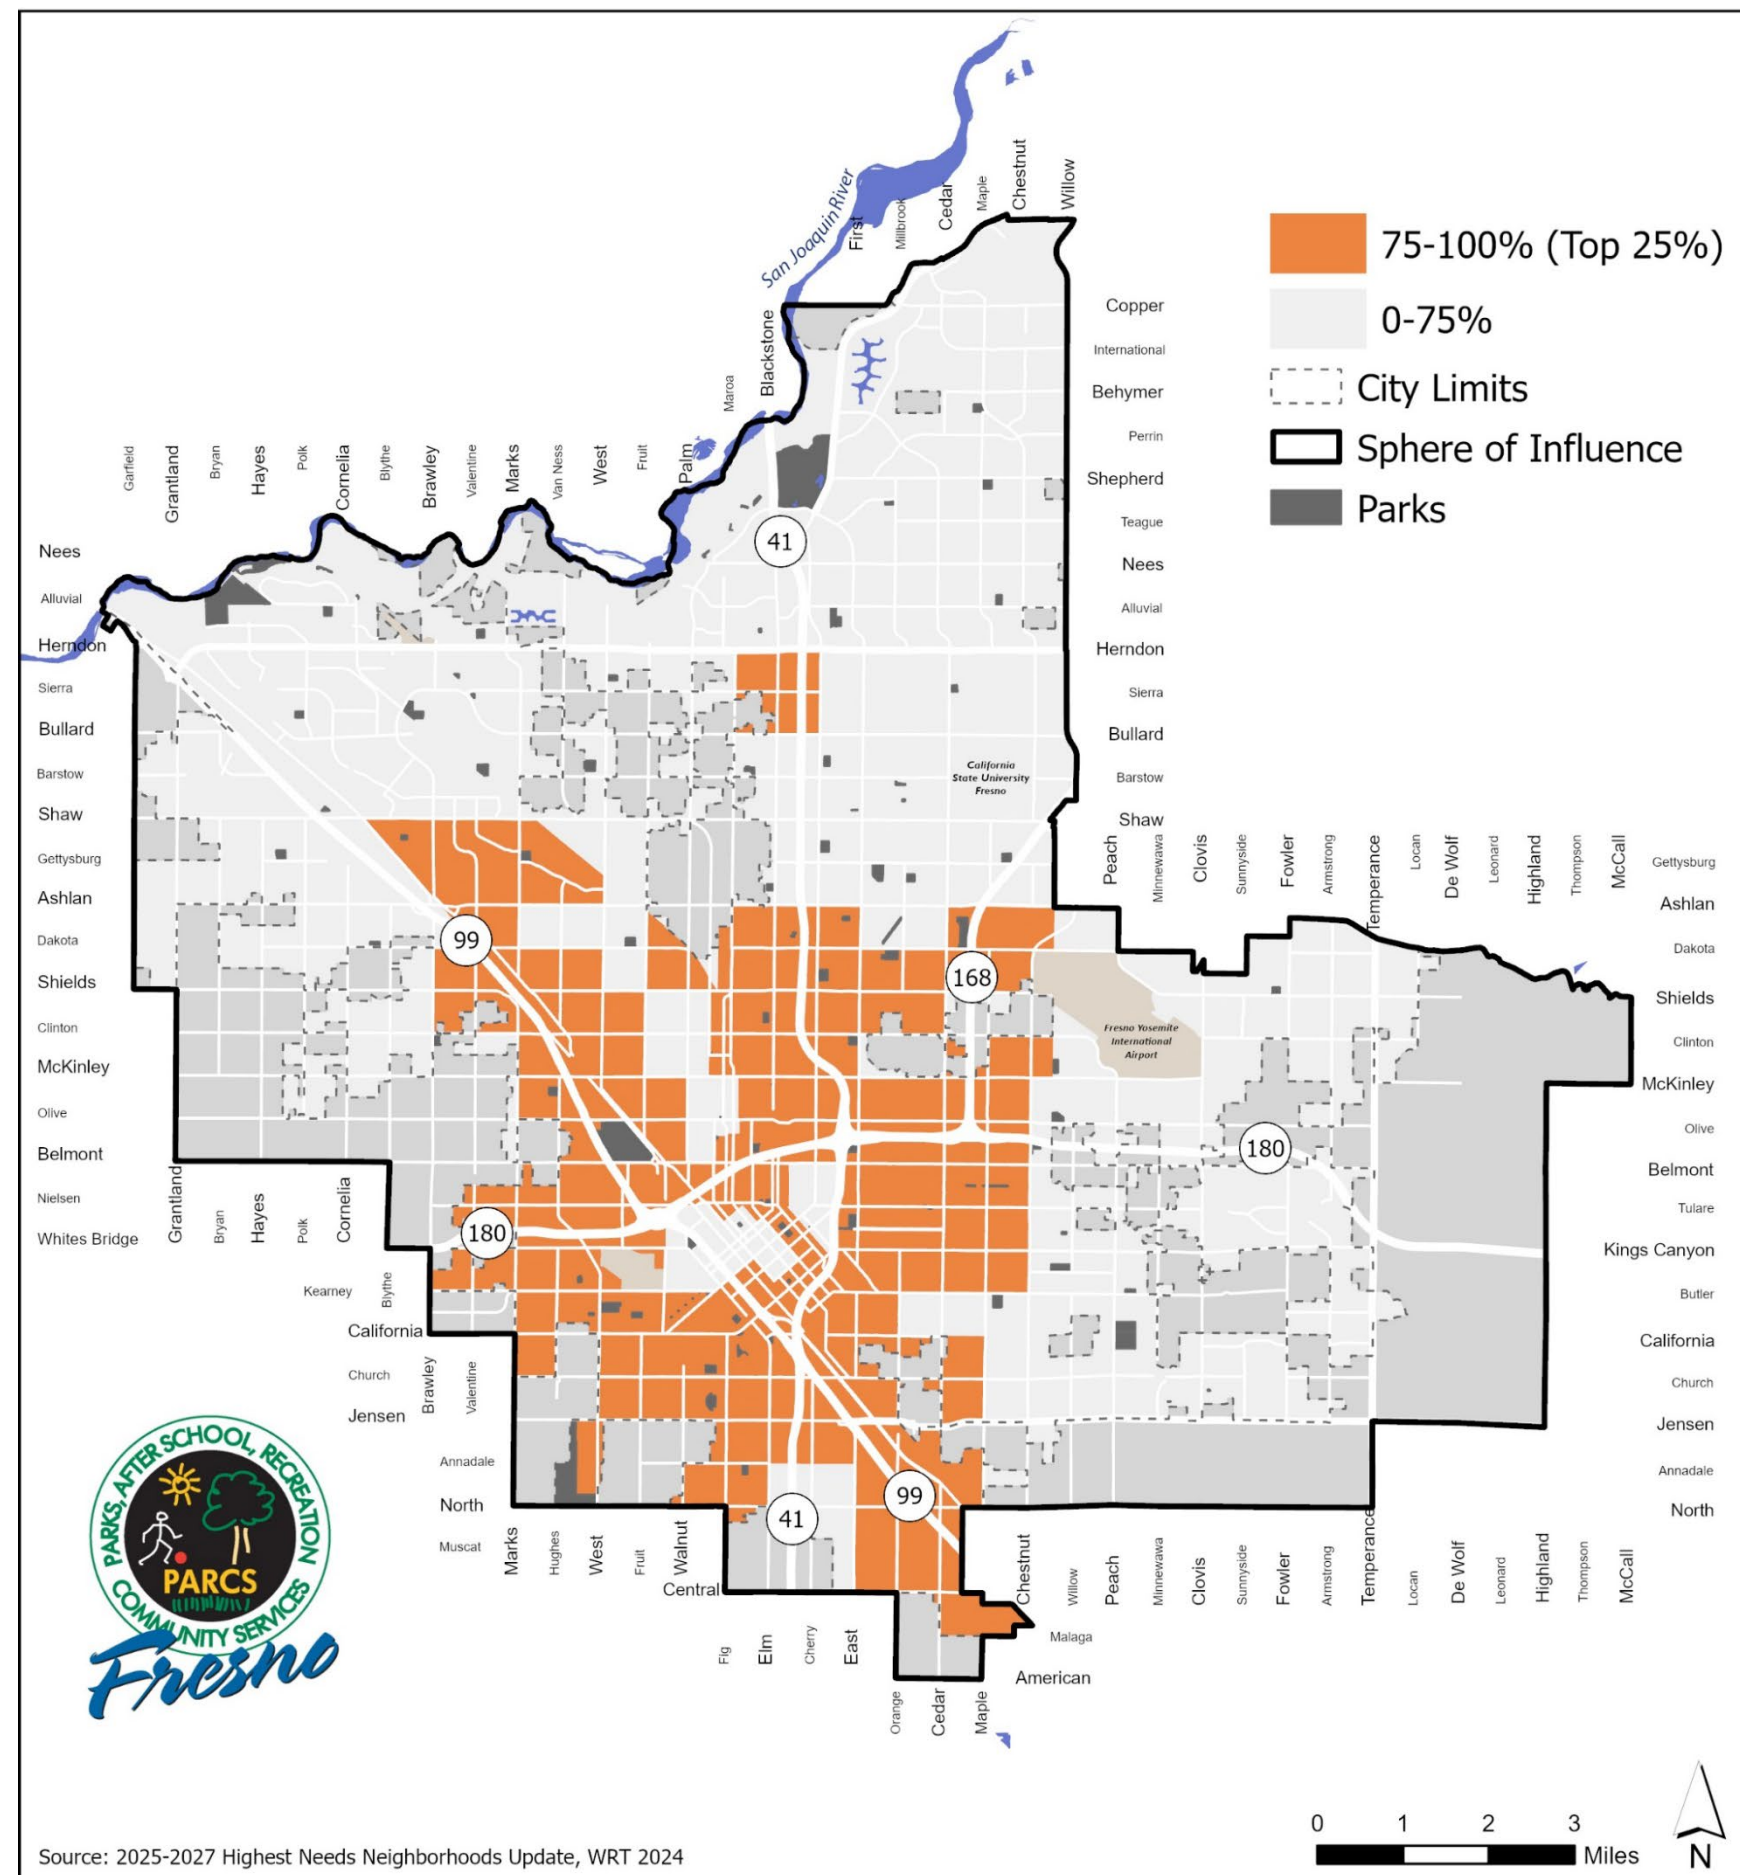 San Joaquin River
First
Millbrook
Cedar
Maple
Chestnut
Willow
75-100% (Top 25%)
0-75%
City Limits
Sphere of Influence
Parks
Maroa
Blackstone
Copper
International
Behymer
Perrin
Shepherd
Teague
Nees
Alluvial
Herndon
Sierra
Bullard
Barstow
Shaw
Garfield
Grantland
Bryan
Hayes
Polk
Cornelia
Blythe
Brawley
Valentine
Marks
Van Ness
West
Fruit
Palm
Nees
Alluvial
Herndon
Sierra
Bullard
Barstow
Shaw
Gettysburg
Ashlan
Dakota
Shields
Clinton
McKinley
Olive
Belmont
Nielsen
Whites Bridge
41
California
State University
Fresno
Peach
Minnewawa
Clovis
Sunnyside
Fowler
Armstrong
Temperance
Locan
De Wolf
Leonard
Highland
Thompson
McCall
Gettysburg
Ashlan
Dakota
Shields
Clinton
McKinley
Olive
Belmont
Tulare
Kings Canyon
Butler
California
Church
Jensen
Annadale
North
99
168
Fresno Yosemite
International
Airport
180
180
Grantland
Bryan
Hayes
Polk
Cornelia
Kearney
Blythe
California
Church
Brawley
Valentine
Jensen
Annadale
North
Muscat
41
99
Marks
Hughes
West
Fruit
Walnut
Central
Fig
Elm
Cherry
East
Orange
Cedar
Maple
American
Malaga
Chestnut
Willow
Peach
Minnewawa
Clovis
Sunnyside
Fowler
Armstrong
Temperance
Locan
De Wolf
Leonard
Highland
Thompson
McCall
PARKS, AFTER SCHOOL, RECREATION
COMMUNITY SERVICES
PARCS
Fresno
0 1 2 3
Miles
N
Source: 2025-2027 Highest Needs Neighborhoods Update, WRT 2024